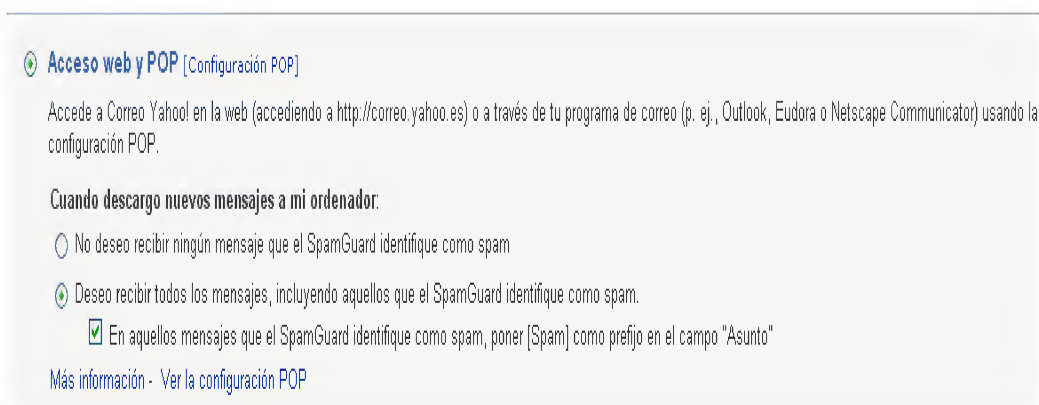 Acceso web y POP [Configuración POP]
Accede a Correo Yahoo! en la web (accediendo a http://correo.yahoo.es) o a través de tu programa de correo (p. ej., Outlook, Eudora o Netscape Communicator) usando la
configuración POP.
Cuando descargo nuevos mensajes a mi ordenador:
No deseo recibir ningún mensaje que el SpamGuard identifique como spam
Deseo recibir todos los mensajes, incluyendo aquellos que el SpamGuard identifique como spam.
En aquellos mensajes que el SpamGuard identifique como spam, poner [Spam] como prefijo en el campo "Asunto"
Más información - Ver la configuración POP